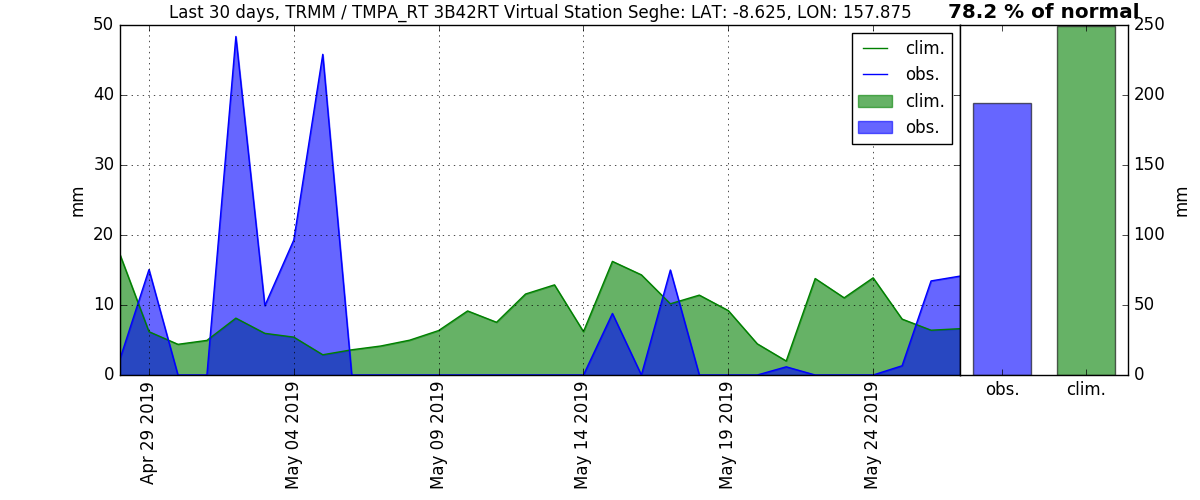 Last 30 days, TRMM / TMPA_RT 3B42RT Virtual Station Seghe: LAT: -8.625, LON: 157.875
78.2 % of normal
50
40
30
20
10
0
mm
clim.
obs.
clim.
obs.
250
200
150
100
50
0
mm
Apr 29 2019
May 04 2019
May 09 2019
May 14 2019
May 19 2019
May 24 2019
obs.
clim.